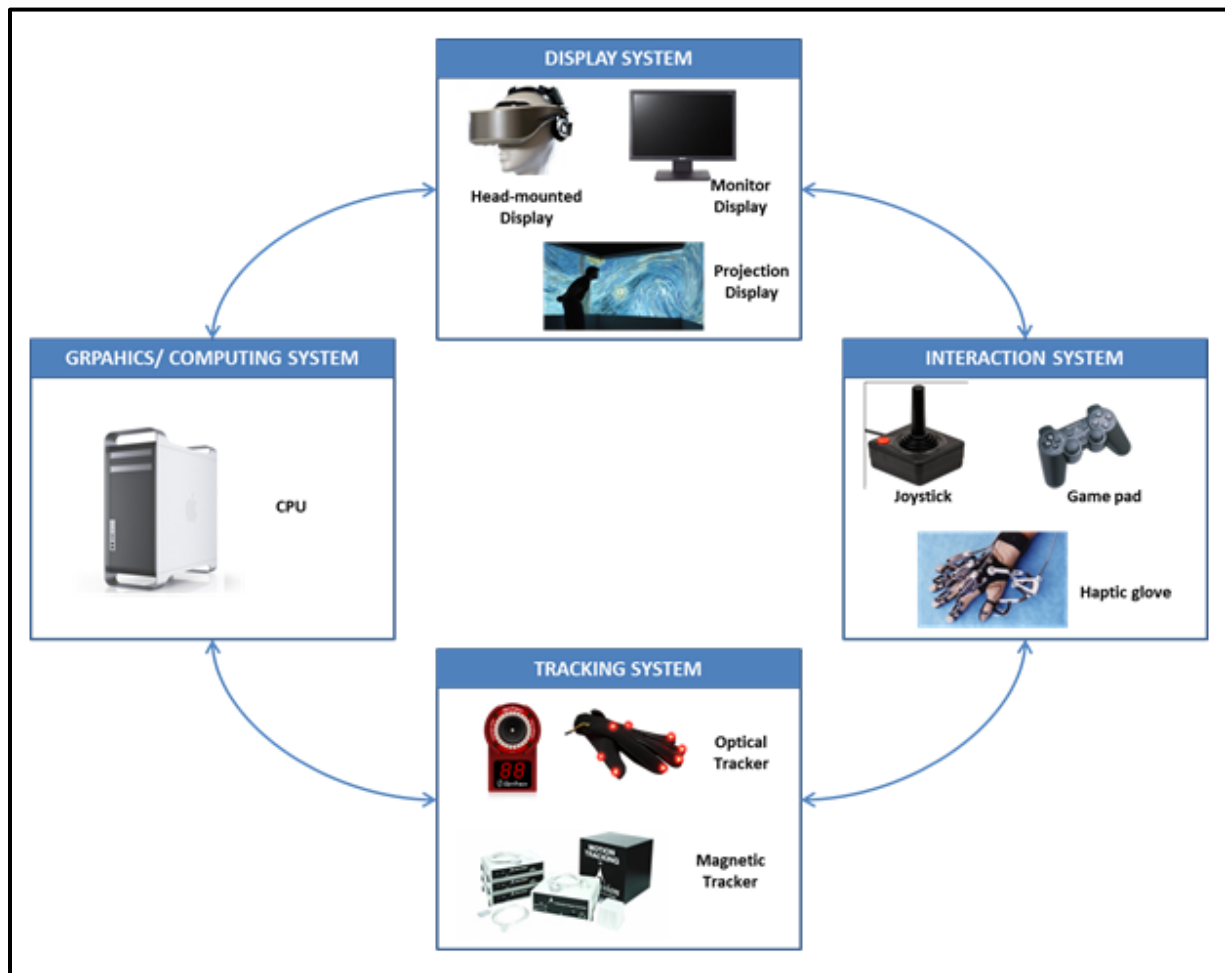 DISPLAY SYSTEM
Head-mounted
Display
Monitor
Display
Projection
Display
GRPAHICS/ COMPUTING SYSTEM
CPU
INTERACTION SYSTEM
Joystick
Game pad
Haptic glove
TRACKING SYSTEM
88
Optical
Tracker
MOTION
TRACKING
Magnetic
Tracker